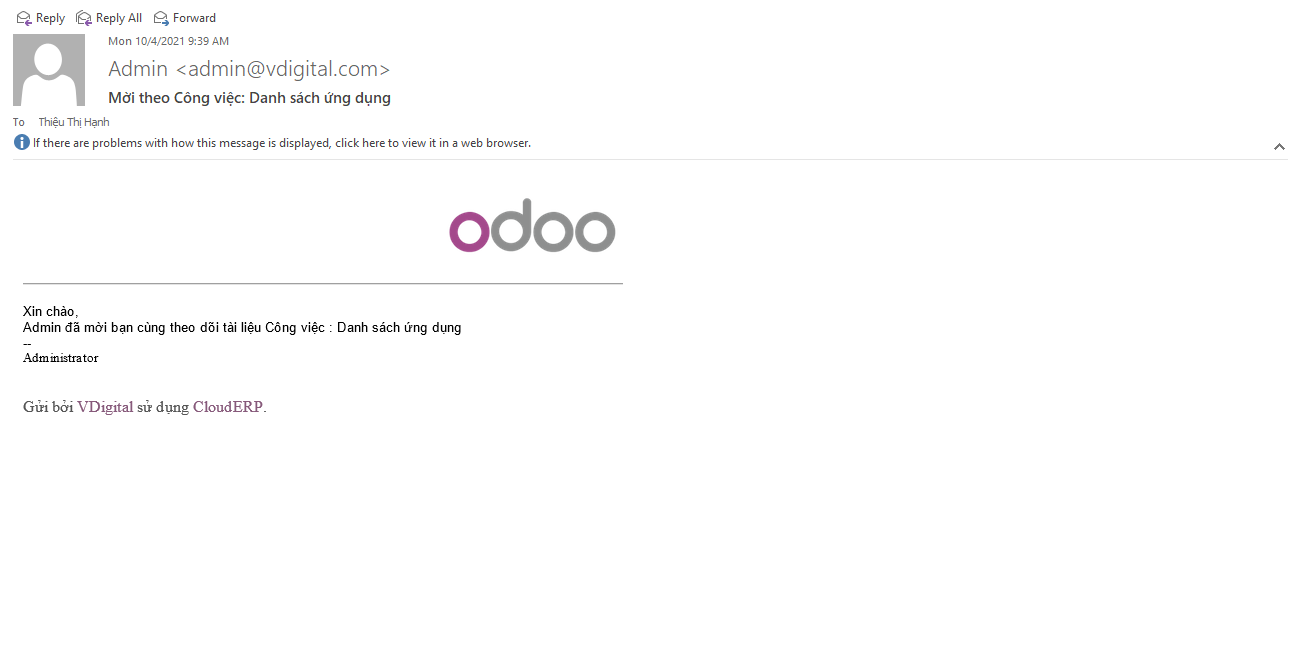 Reply Reply All Forward
Mon 10/4/2021 9:39 AM
Admin <admin@vdigital.com>
Mời theo Công việc: Danh sách ứng dụng
To Thiệu Thị Hạnh
If there are problems with how this message is displayed, click here to view it in a web browser.
odoo
Xin chào,
Admin đã mời bạn cùng theo dõi tài liệu Công việc : Danh sách ứng dụng
--
Administrator
Gửi bởi VDigital sử dụng CloudERP.